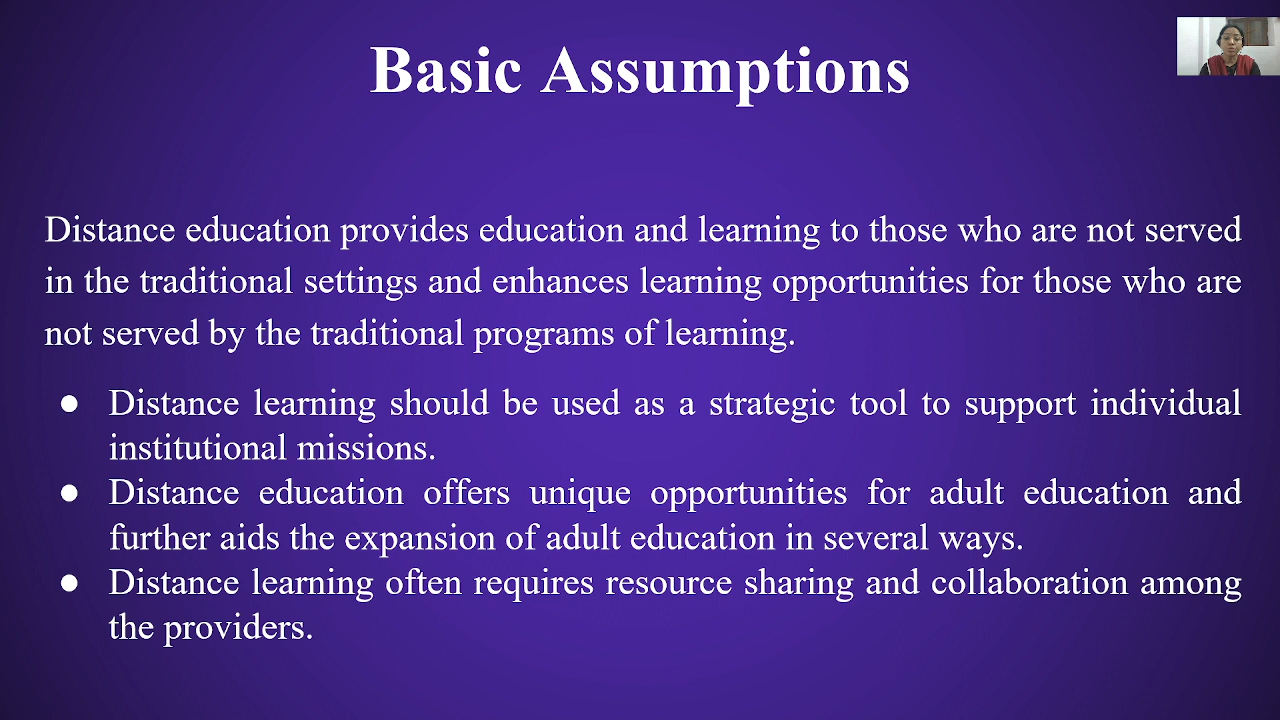 Basic Assumptions
Distance education provides education and learning to those who are not served
in the traditional settings and enhances learning opportunities for those who are
not served by the traditional programs of learning.
● Distance learning should be used as a strategic tool to support individual
institutional missions.
● Distance education offers unique opportunities for adult education and
further aids the expansion of adult education in several ways.
● Distance learning often requires resource sharing and collaboration among
the providers.